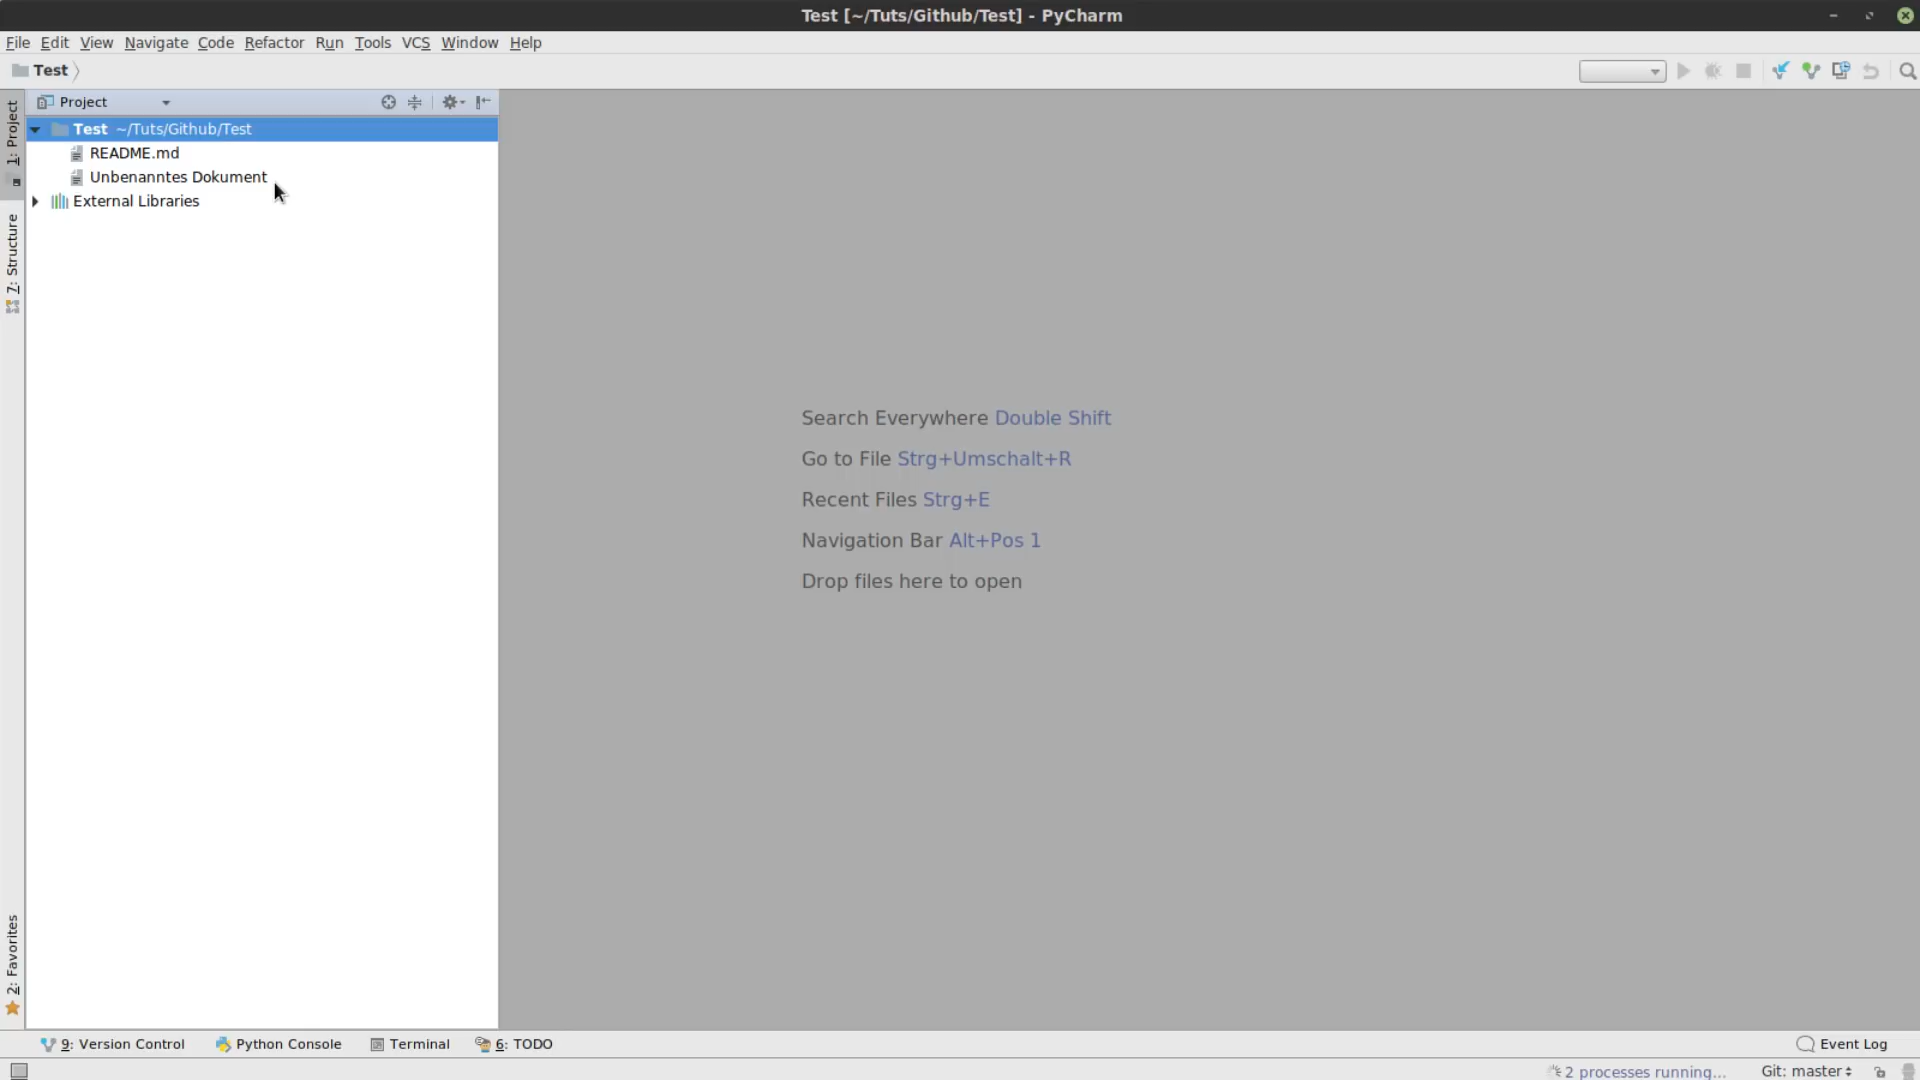 Test [~/Tuts/Github/Test] - PyCharm
File Edit View Navigate Code Refactor Run Tools VCS Window Help
Test
Project
Test ~/Tuts/Github/Test
README.md
Unbenanntes Dokument
External Libraries
1: Project
7: Structure
2: Favorites
Search Everywhere Double Shift
Go to File Strg+Umschalt+R
Recent Files Strg+E
Navigation Bar Alt+Pos 1
Drop files here to open
9: Version Control Python Console Terminal 6: TODO Event Log
2 processes running... Git: master